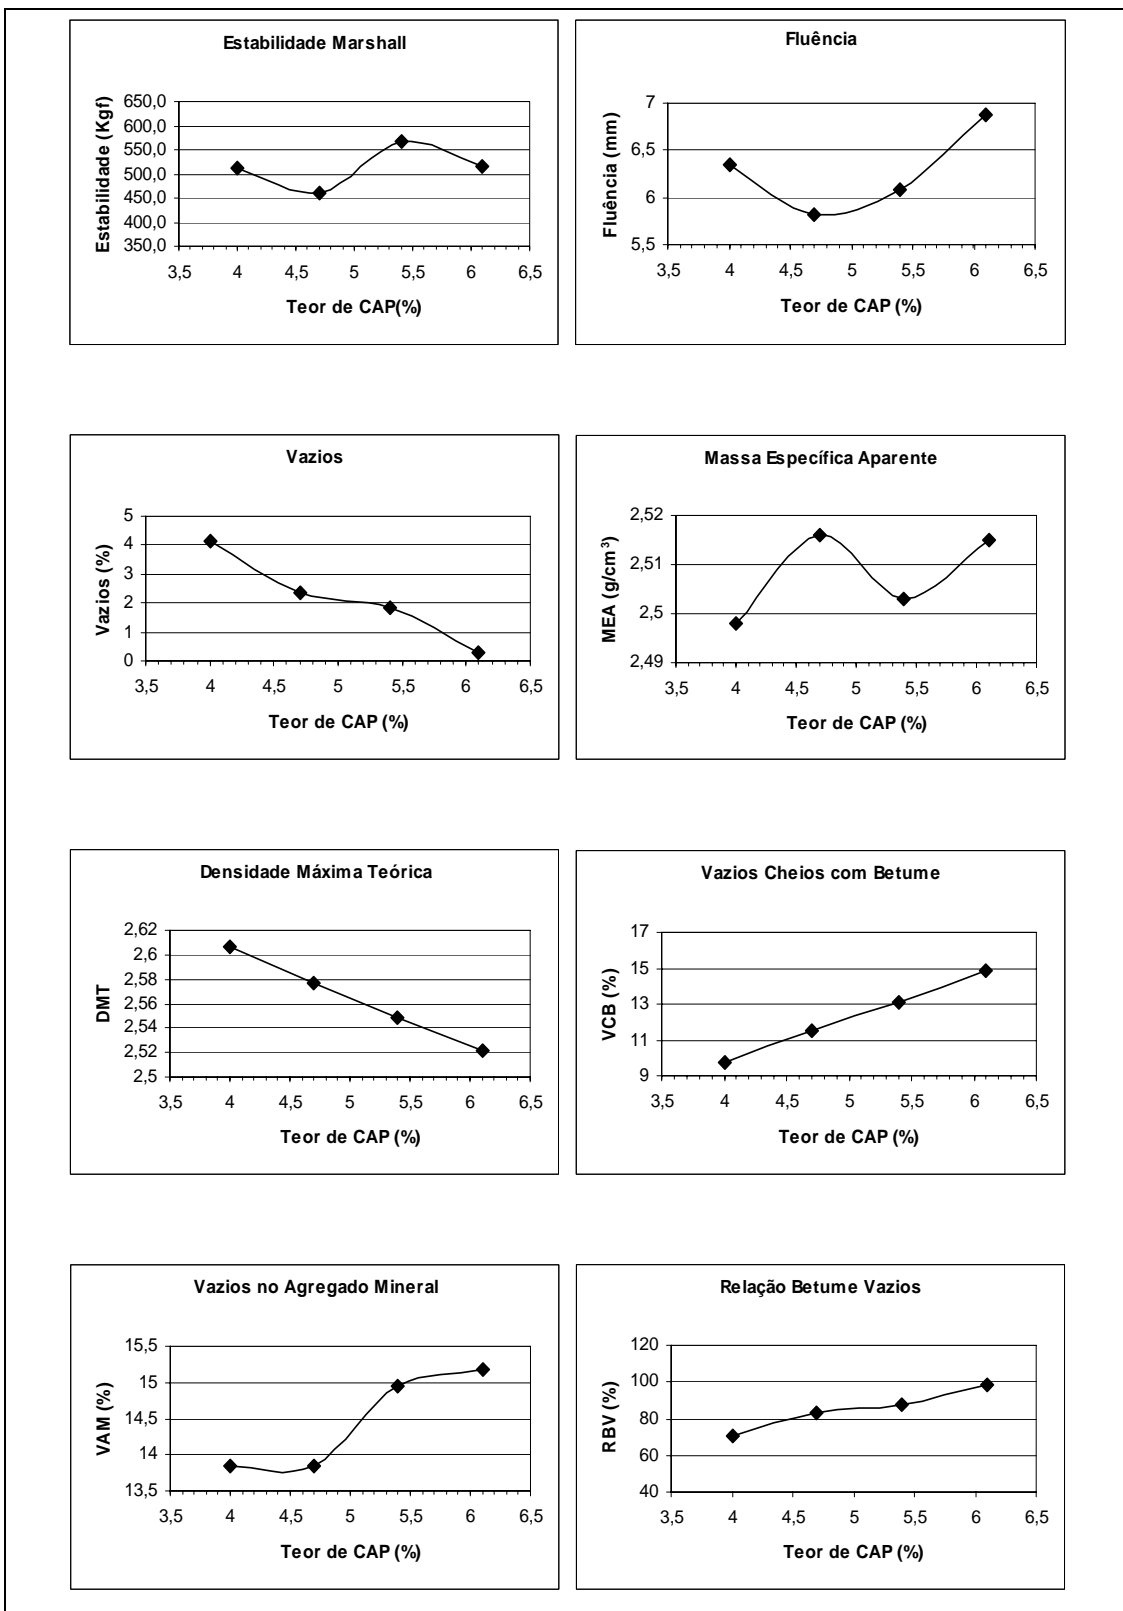 Estabilidade Marshall
Estabilidade (Kgf)
650,0
600,0
550,0
500,0
450,0
400,0
350,0
3,5 4 4,5 5 5,5 6 6,5
Teor de CAP(%)
Fluência
Fluência (mm)
7
6,5
6
5,5
3,5 4 4,5 5 5,5 6 6,5
Teor de CAP (%)
Vazios
Vazios (%)
5
4
3
2
1
0
3,5 4 4,5 5 5,5 6 6,5
Teor de CAP (%)
Massa Específica Aparente
MEA (g/cm³)
2,52
2,51
2,5
2,49
3,5 4 4,5 5 5,5 6 6,5
Teor de CAP (%)
Densidade Máxima Teórica
DMT
2,62
2,6
2,58
2,56
2,54
2,52
2,5
3,5 4 4,5 5 5,5 6 6,5
Teor de CAP (%)
Vazios Cheios com Betume
VCB (%)
17
15
13
11
9
3,5 4 4,5 5 5,5 6 6,5
Teor de CAP (%)
Vazios no Agregado Mineral
VAM (%)
15,5
15
14,5
14
13,5
3,5 4 4,5 5 5,5 6 6,5
Teor de CAP (%)
Relação Betume Vazios
RBV (%)
120
100
80
60
40
3,5 4 4,5 5 5,5 6 6,5
Teor de CAP (%)